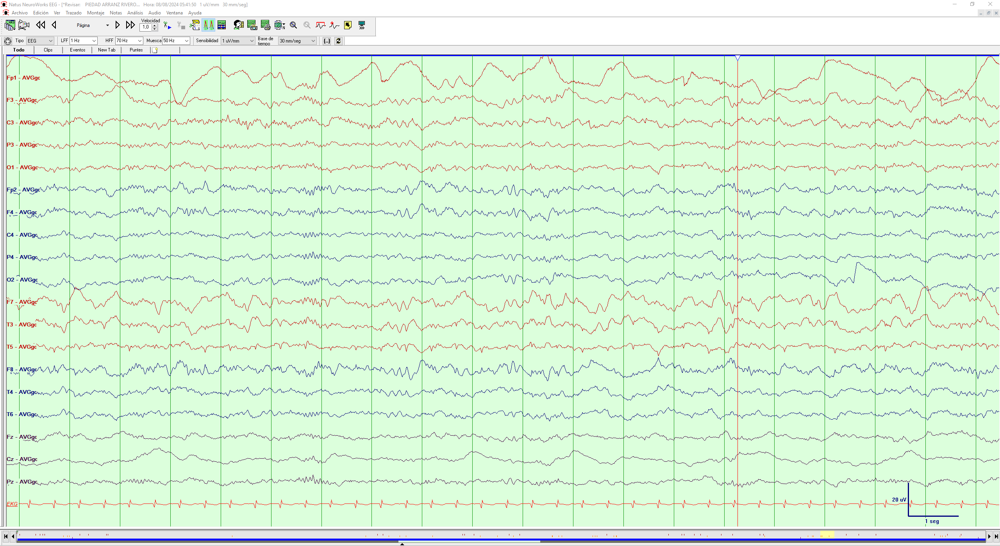 Natus NeuroWorks EEG - [*Revisar: PIEDAD ARRANZ RIVERO... Hora: 08/08/2024 05:41:50 1 uV/mm 30 mm/seg]
Archivo Edición Ver Trazado Montaje Notas Análisis Audio Ventana Ayuda
Página Velocidad 1,0
Tipo EEG LFF 1 Hz HFF 70 Hz Muesca 50 Hz Sensibilidad 1 uV/mm Base de tiempo 30 mm/seg {..}
Todo Clips Eventos New Tab Puntes
Fp1 - AVGgc
F3 - AVGgc
C3 - AVGgc
P3 - AVGgc
O1 - AVGgc
Fp2 - AVGgc
F4 - AVGgc
C4 - AVGgc
P4 - AVGgc
O2 - AVGgc
F7 - AVGgc
T3 - AVGgc
T5 - AVGgc
F8 - AVGgc
T4 - AVGgc
T6 - AVGgc
Fz - AVGgc
Cz - AVGgc
Pz - AVGgc
EKG
20 uV
1 seg